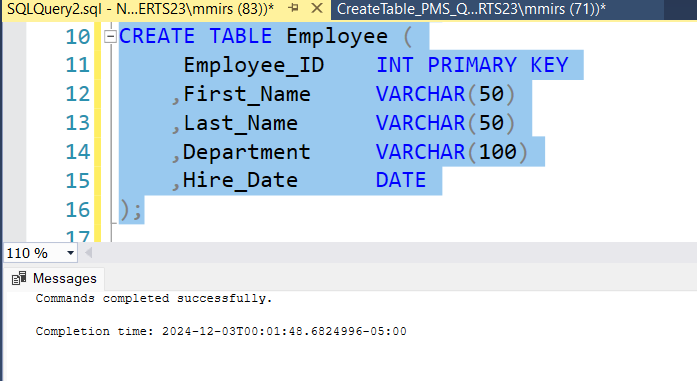 SQLQuery2.sql - N...ERTS23\mmirs (83))* CreateTable_PMS_Q...RTS23\mmirs (71))*
10 CREATE TABLE Employee (
11 Employee_ID INT PRIMARY KEY
12 ,First_Name VARCHAR(50)
13 ,Last_Name VARCHAR(50)
14 ,Department VARCHAR(100)
15 ,Hire_Date DATE
16 );
17
110 %
Messages
Commands completed successfully.
Completion time: 2024-12-03T00:01:48.6824996-05:00